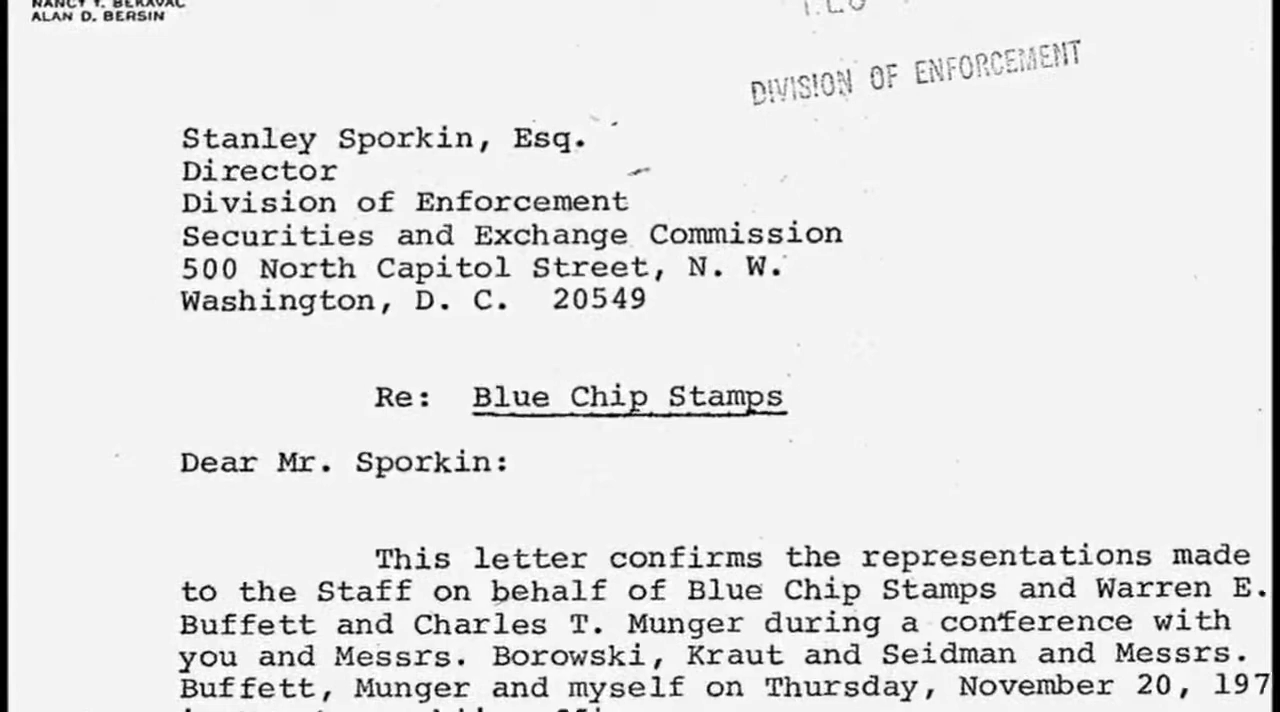 ALAN D. BERSIN
DIVISION OF ENFORCEMENT
Stanley Sporkin, Esq.
Director
Division of Enforcement
Securities and Exchange Commission
500 North Capitol Street, N. W.
Washington, D. C. 20549
Re: Blue Chip Stamps
Dear Mr. Sporkin:
This letter confirms the representations made
to the Staff on behalf of Blue Chip Stamps and Warren E.
Buffett and Charles T. Munger during a conference with
you and Messrs. Borowski, Kraut and Seidman and Messrs.
Buffett, Munger and myself on Thursday, November 20, 197